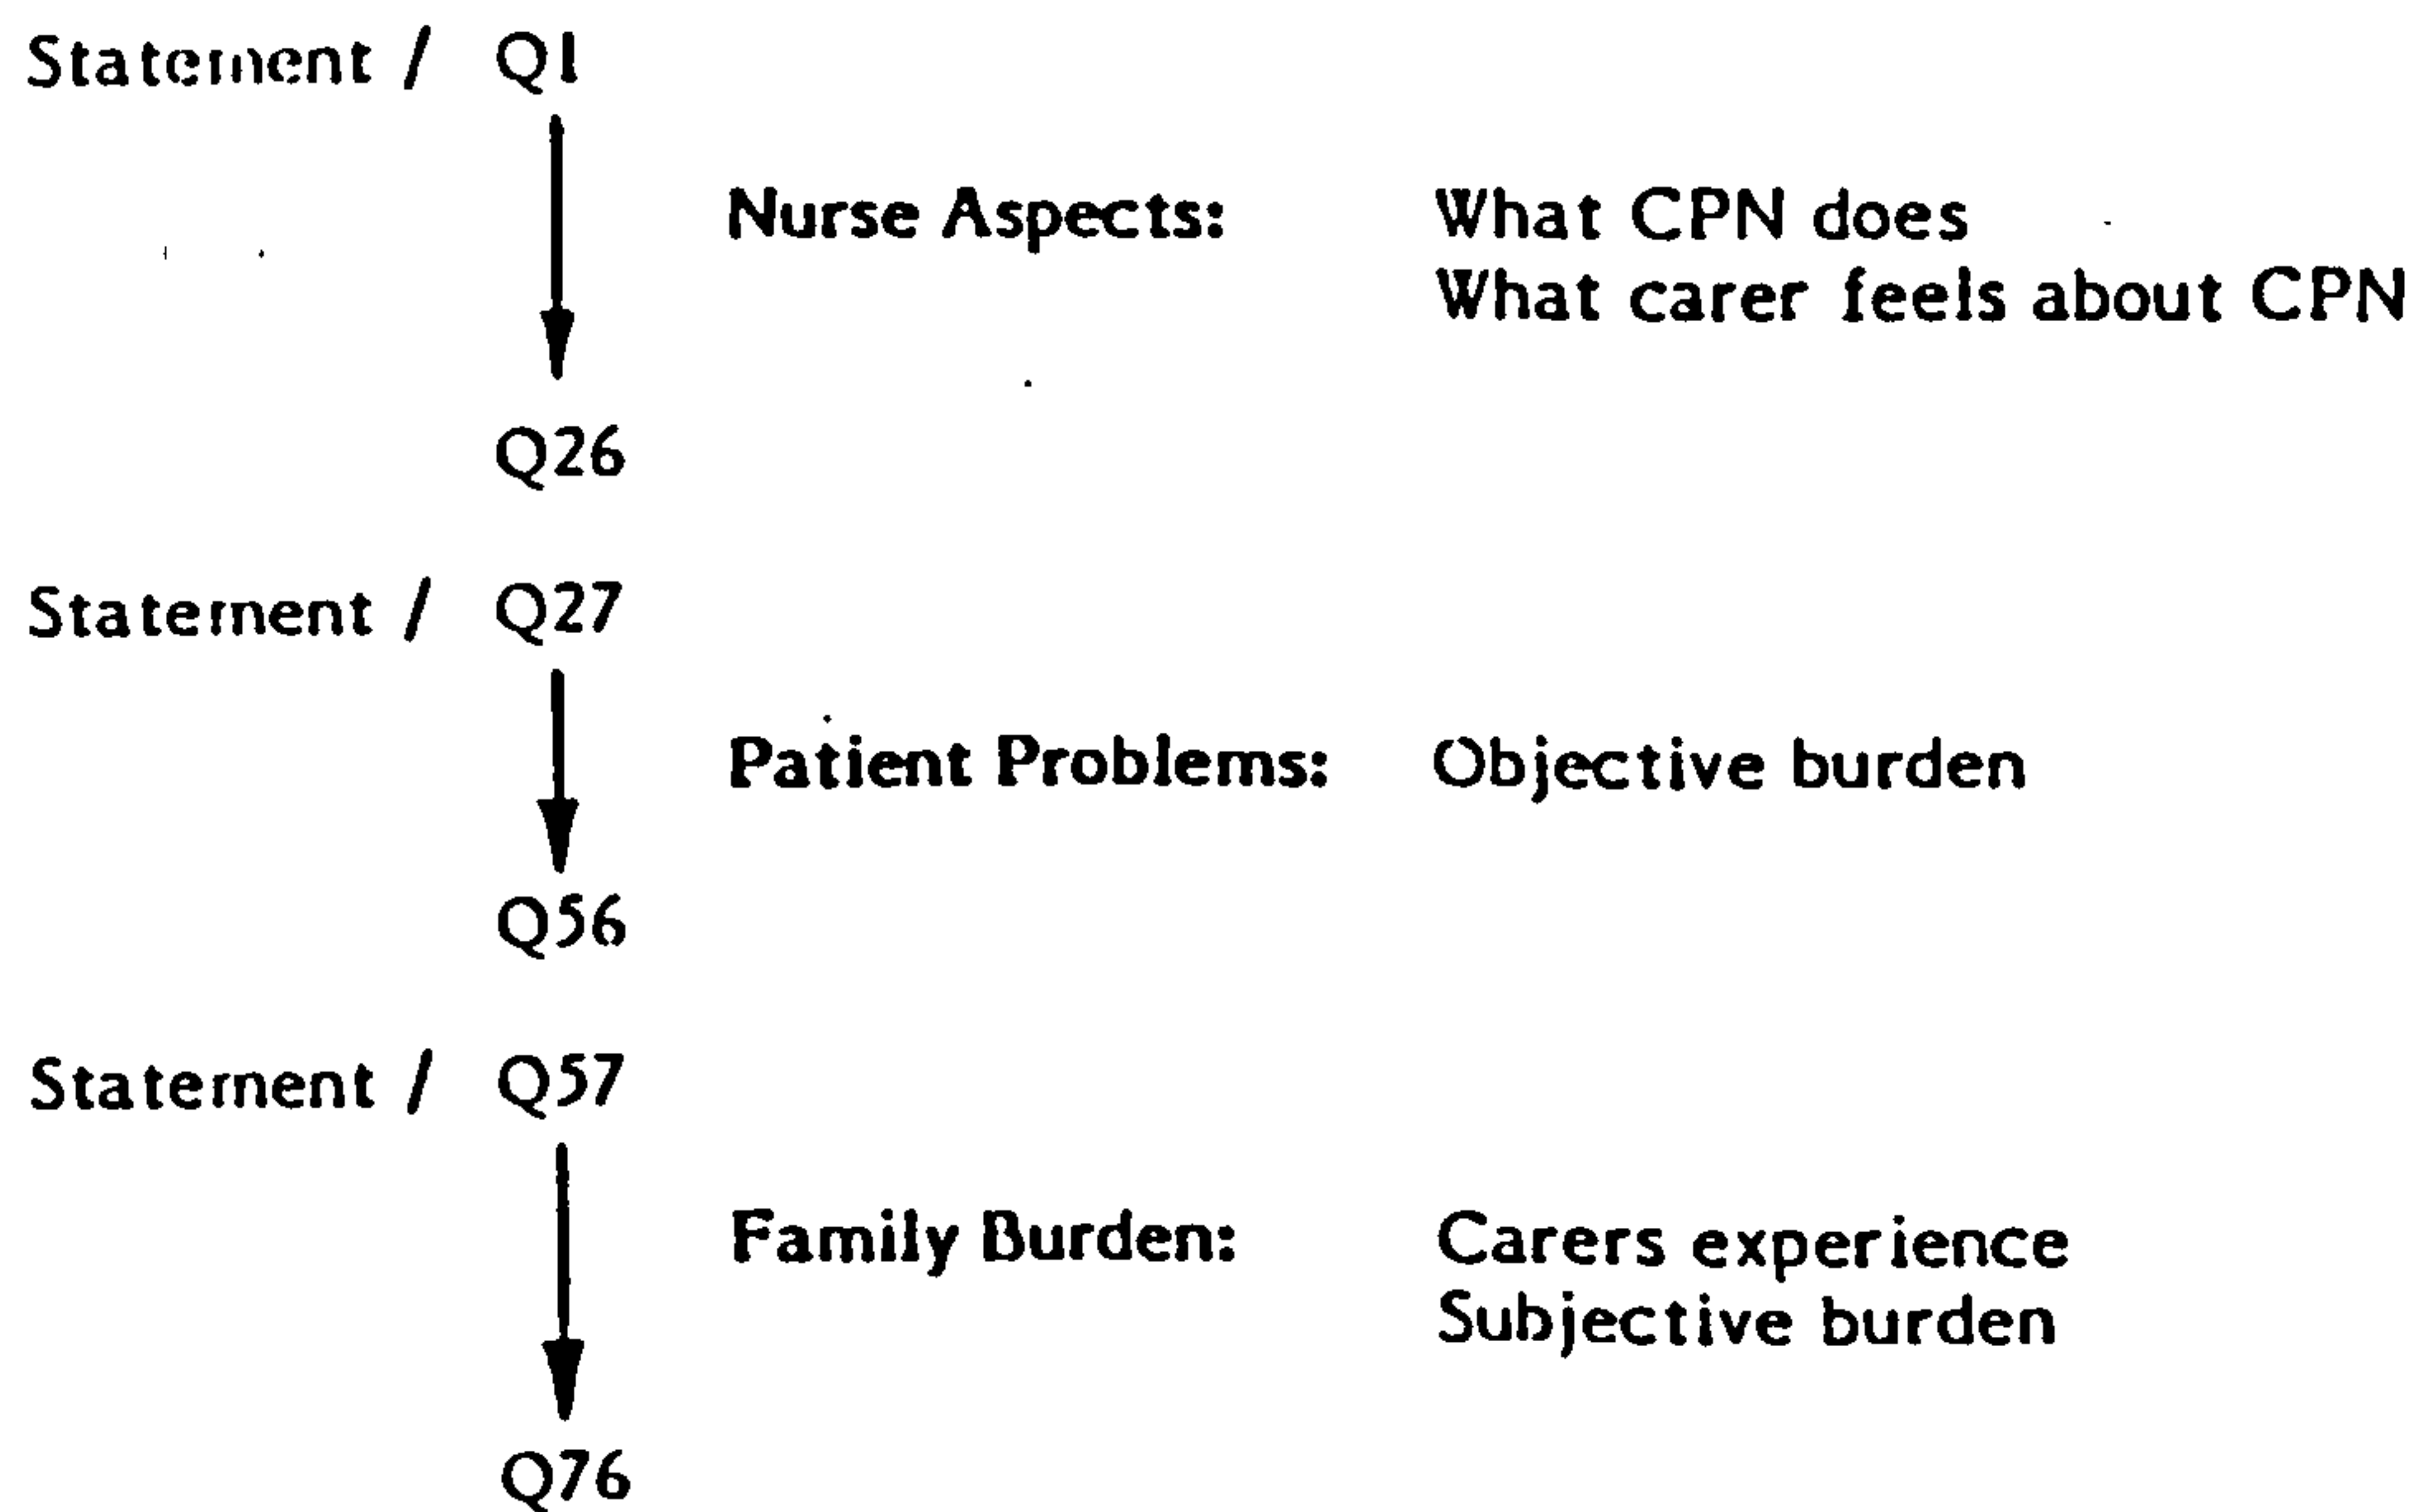 Statement / Q1
Nurse Aspects: What CPN does
What carer feels about CPN
Q26
Statement / Q27
Patient Problems: Objective burden
Q56
Statement / Q57
Family Burden: Carers experience
Subjective burden
Q76